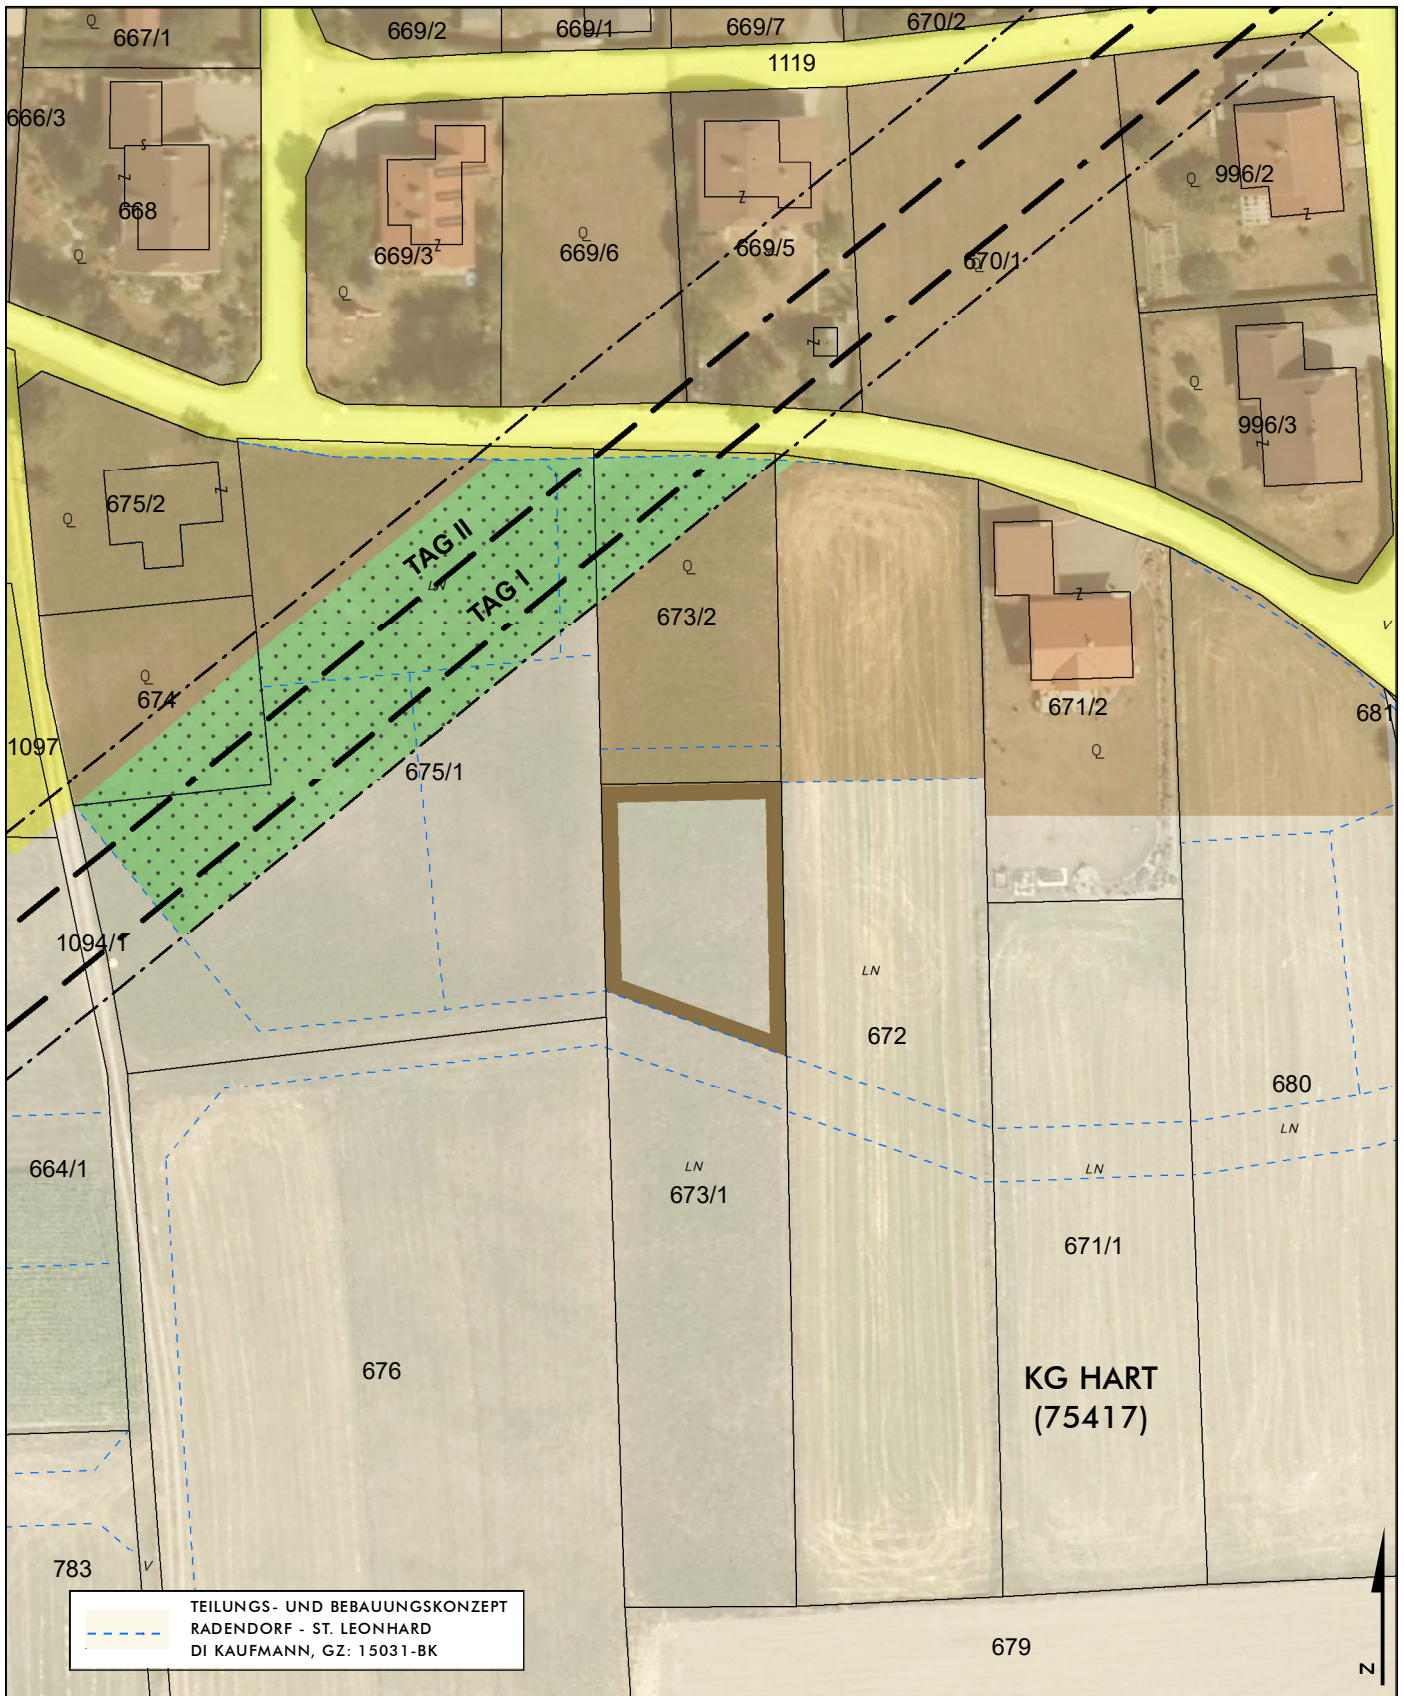 667/1
669/2
669/1
669/7
670/2
1119
666/3
S
Z
668
Q
Q
669/3
Z
Q
Q
669/6
Z
669/5
Q
670/1
Q
996/2
Z
Z
Q
996/3
Z
675/2
Z
Q
TAG II
LN
TAG I
Q
673/2
Q
674
1097
675/1
Z
671/2
Q
V
681
1094/1
LN
672
680
LN
664/1
LN
673/1
LN
671/1
676
KG HART
(75417)
783
V
TEILUNGS- UND BEBAUUNGSKONZEPT
RADENDORF - ST. LEONHARD
DI KAUFMANN, GZ: 15031-BK
679
N